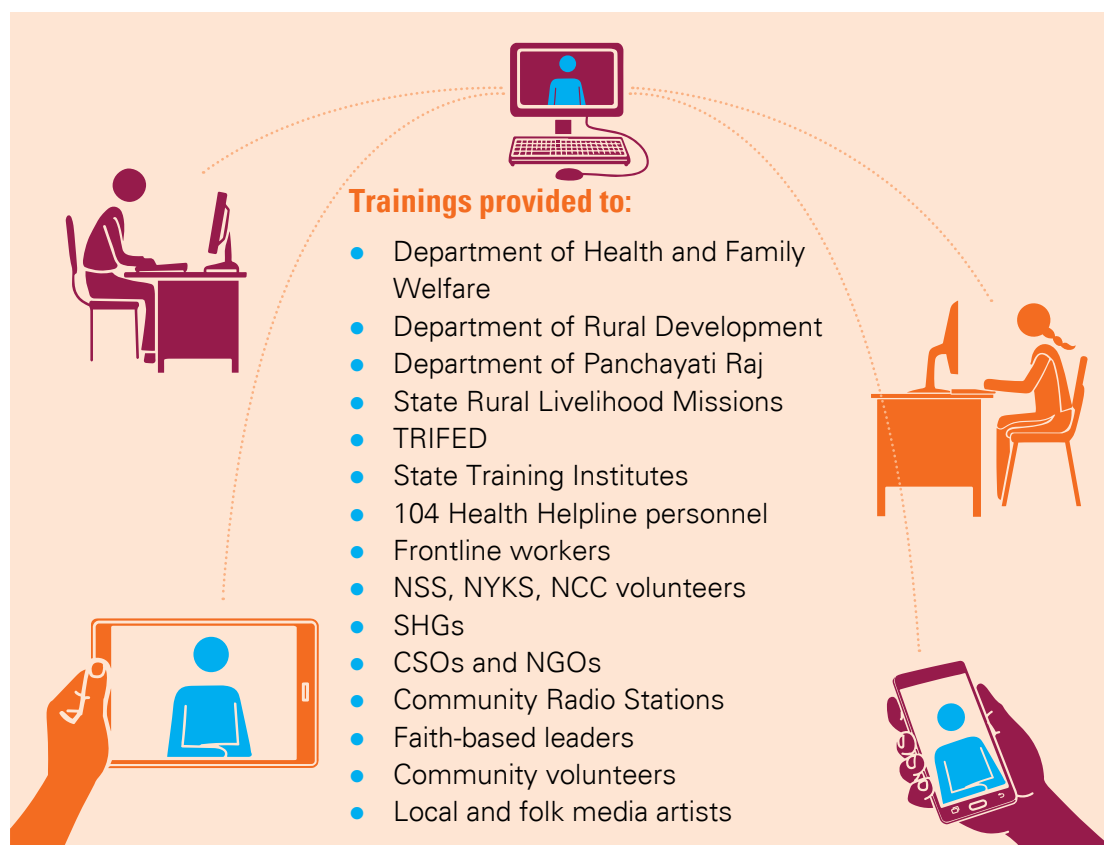 Trainings provided to:
● Department of Health and Family
Welfare
● Department of Rural Development
● Department of Panchayati Raj
● State Rural Livelihood Missions
● TRIFED
● State Training Institutes
● 104 Health Helpline personnel
● Frontline workers
● NSS, NYKS, NCC volunteers
● SHGs
● CSOs and NGOs
● Community Radio Stations
● Faith-based leaders
● Community volunteers
● Local and folk media artists